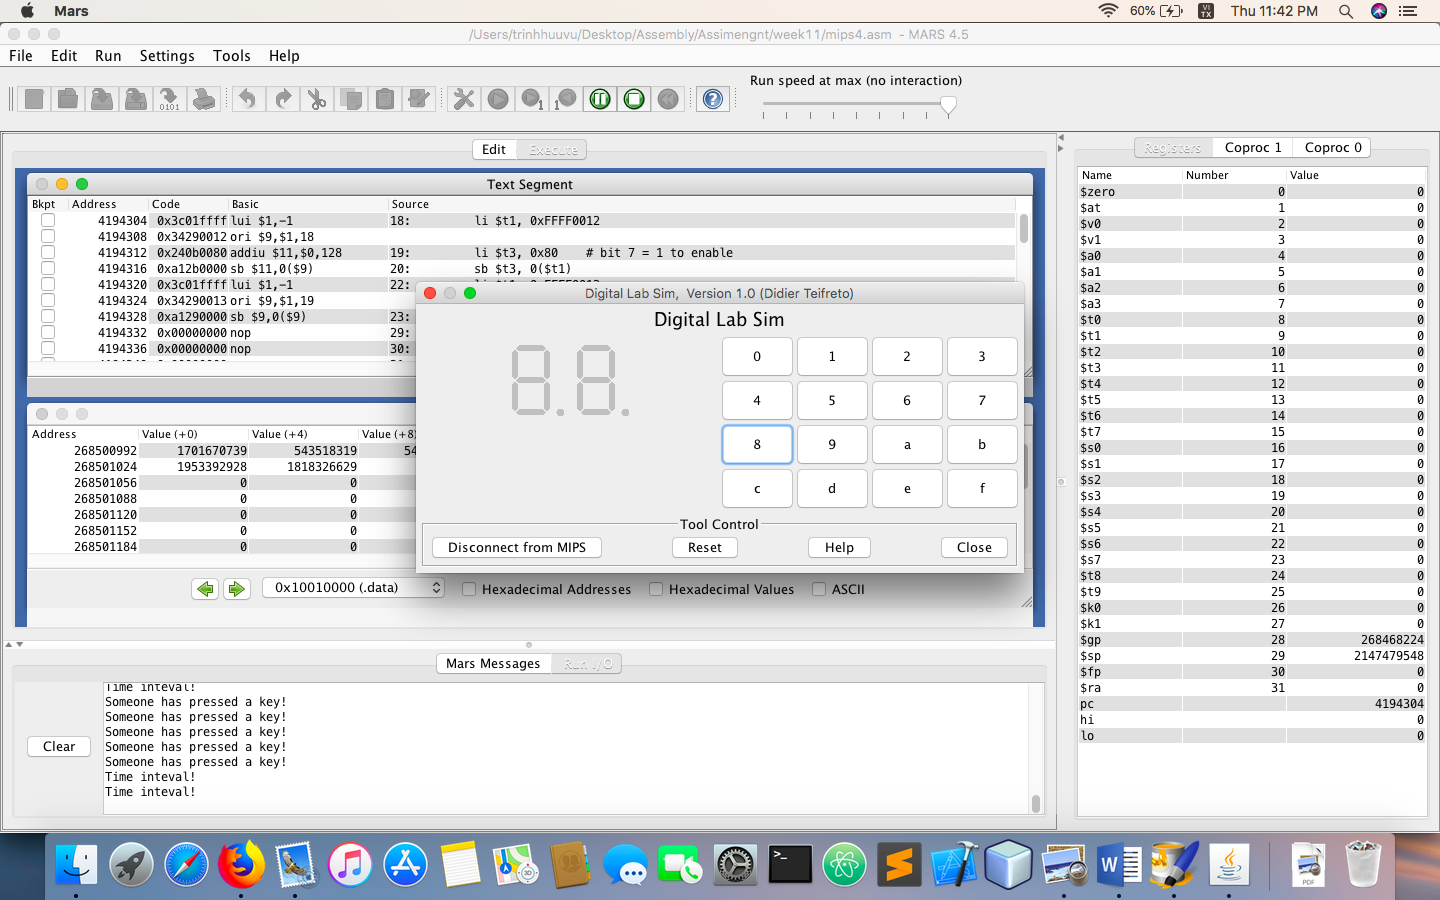 Mars
60%
VI
TX
Thu 11:42 PM
/Users/trinhhuuvu/Desktop/Assembly/Assimengnt/week11/mips4.asm - MARS 4.5
File Edit Run Settings Tools Help
Run speed at max (no interaction)
Edit Execute
Text Segment
Bkpt Address Code Basic Source
4194304 0x3c01ffff lui $1,-1 18: li $t1, 0xFFFF0012
4194308 0x34290012 ori $9,$1,18
4194312 0x240b0080 addiu $11,$0,128 19: li $t3, 0x80 # bit 7 = 1 to enable
4194316 0xa12b0000 sb $11,0($9) 20: sb $t3, 0($t1)
4194320 0x3c01ffff lui $1,-1 22:
4194324 0x34290013 ori $9,$1,19
4194328 0xa1290000 sb $9,0($9) 23:
4194332 0x00000000 nop 29:
4194336 0x00000000 nop 30:
Digital Lab Sim, Version 1.0 (Didier Teifreto)
Digital Lab Sim
8.8.
0 1 2 3
4 5 6 7
8 9 a b
c d e f
Tool Control
Disconnect from MIPS Reset Help Close
Address Value (+0) Value (+4) Value (+8)
268500992 1701670739 543518319 54
268501024 1953392928 1818326629
268501056 0 0
268501088 0 0
268501120 0 0
268501152 0 0
268501184 0 0
0x10010000 (.data) Hexadecimal Addresses Hexadecimal Values ASCII
Mars Messages Run I/O
Clear
Time inteval!
Someone has pressed a key!
Someone has pressed a key!
Someone has pressed a key!
Someone has pressed a key!
Someone has pressed a key!
Time inteval!
Time inteval!
Registers Coproc 1 Coproc 0
Name Number Value
$zero 0 0
$at 1 0
$v0 2 0
$v1 3 0
$a0 4 0
$a1 5 0
$a2 6 0
$a3 7 0
$t0 8 0
$t1 9 0
$t2 10 0
$t3 11 0
$t4 12 0
$t5 13 0
$t6 14 0
$t7 15 0
$s0 16 0
$s1 17 0
$s2 18 0
$s3 19 0
$s4 20 0
$s5 21 0
$s6 22 0
$s7 23 0
$t8 24 0
$t9 25 0
$k0 26 0
$k1 27 0
$gp 28 268468224
$sp 29 2147479548
$fp 30 0
$ra 31 0
pc 4194304
hi 0
lo 0